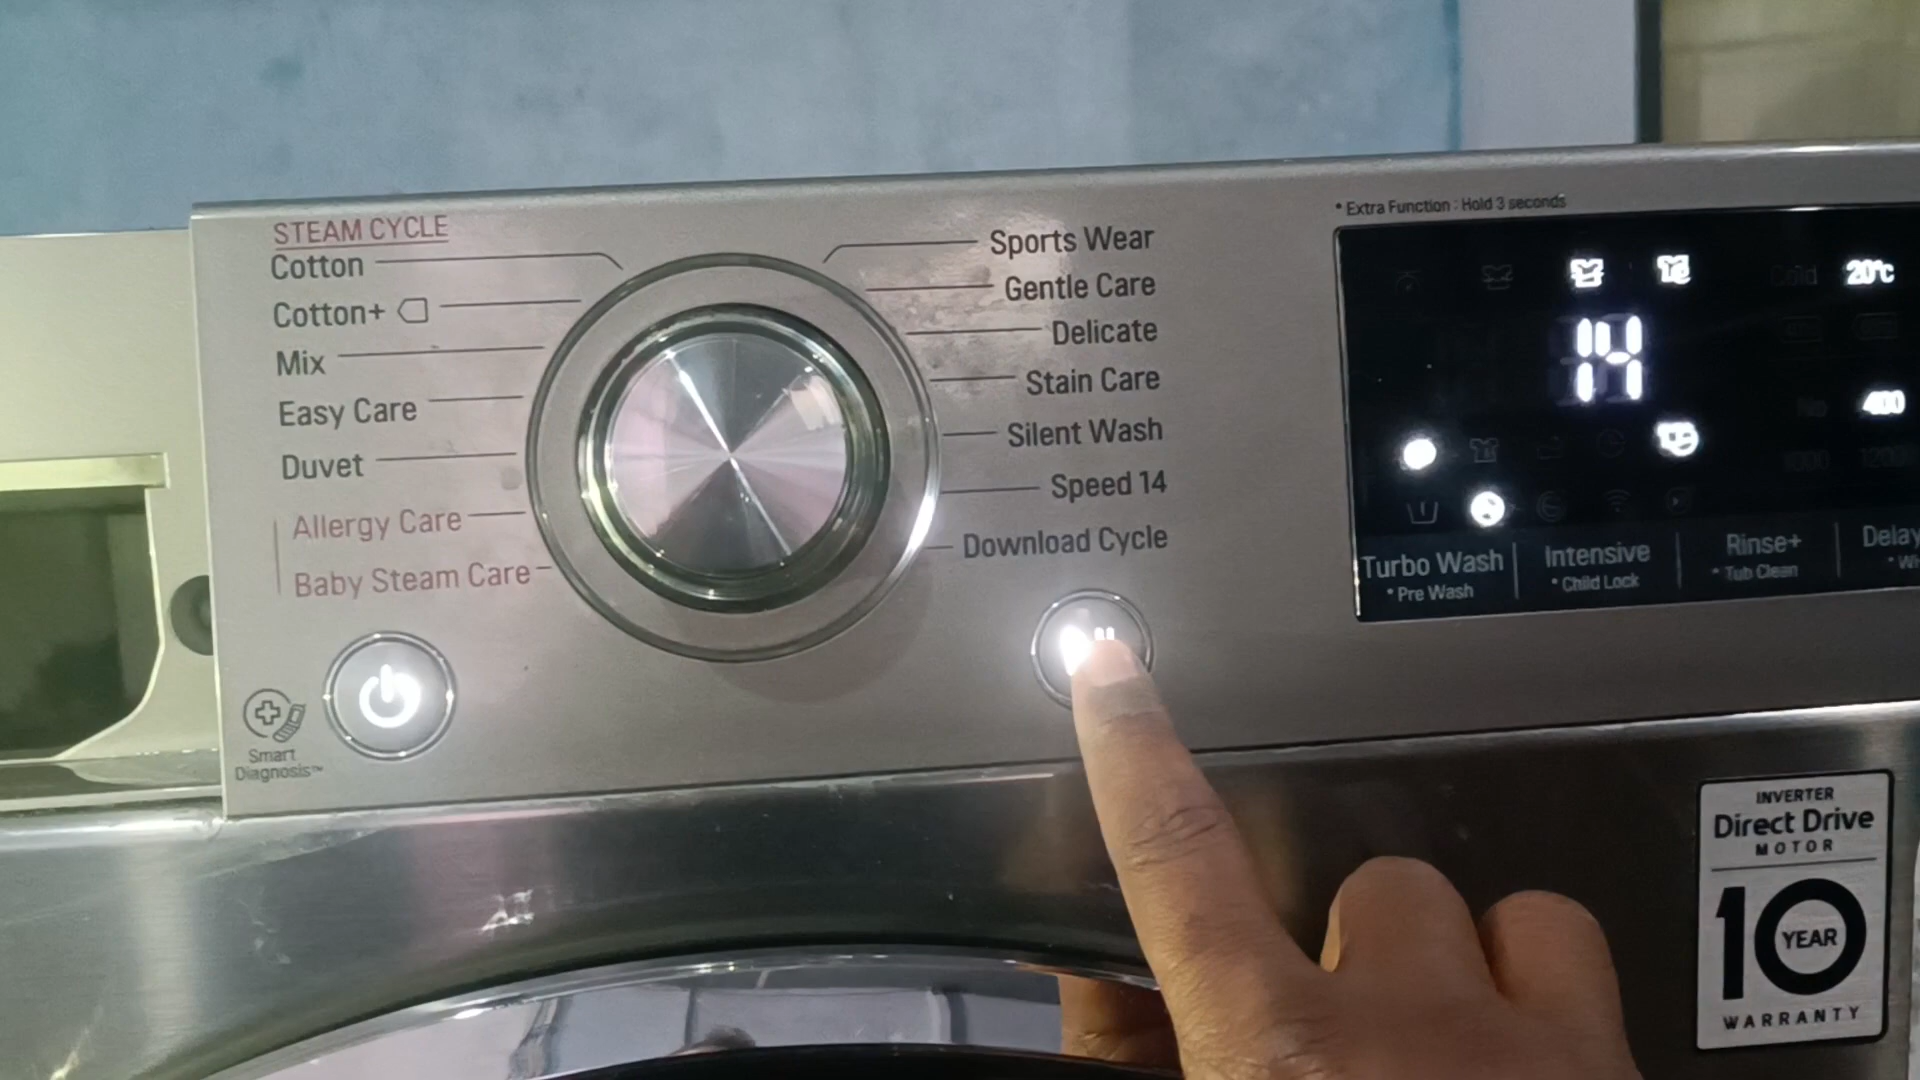 STEAM CYCLE
Cotton
Cotton+
Mix
Easy Care
Duvet
Allergy Care
Baby Steam Care
Smart
Diagnosis™
Sports Wear
Gentle Care
Delicate
Stain Care
Silent Wash
Speed 14
Download Cycle
* Extra Function : Hold 3 seconds
Cold 20°c
14
No 400
Turbo Wash
* Pre Wash
Intensive
* Child Lock
Rinse+
* Tub Clean
Delay
INVERTER
Direct Drive
MOTOR
10
YEAR
WARRANTY